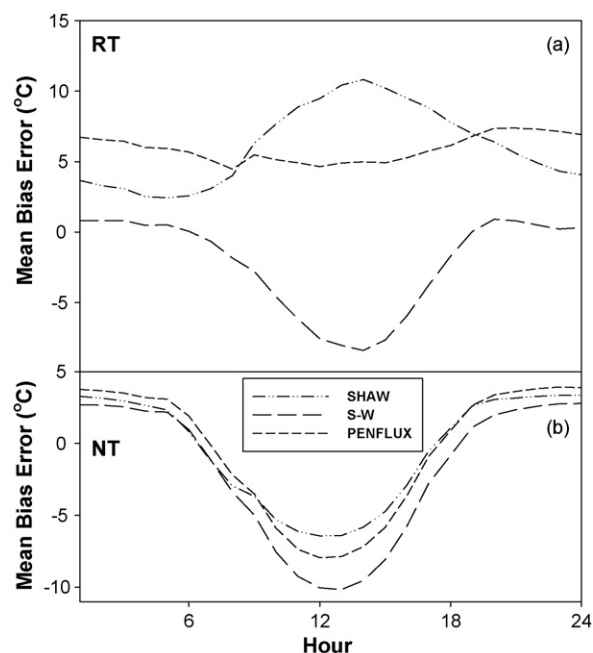 RT
(a)
Mean Bias Error (°C)
15
10
5
0
-5
5
0
-5
-10
Mean Bias Error (°C)
NT
(b)
SHAW
S-W
PENFLUX
6
12
18
24
Hour